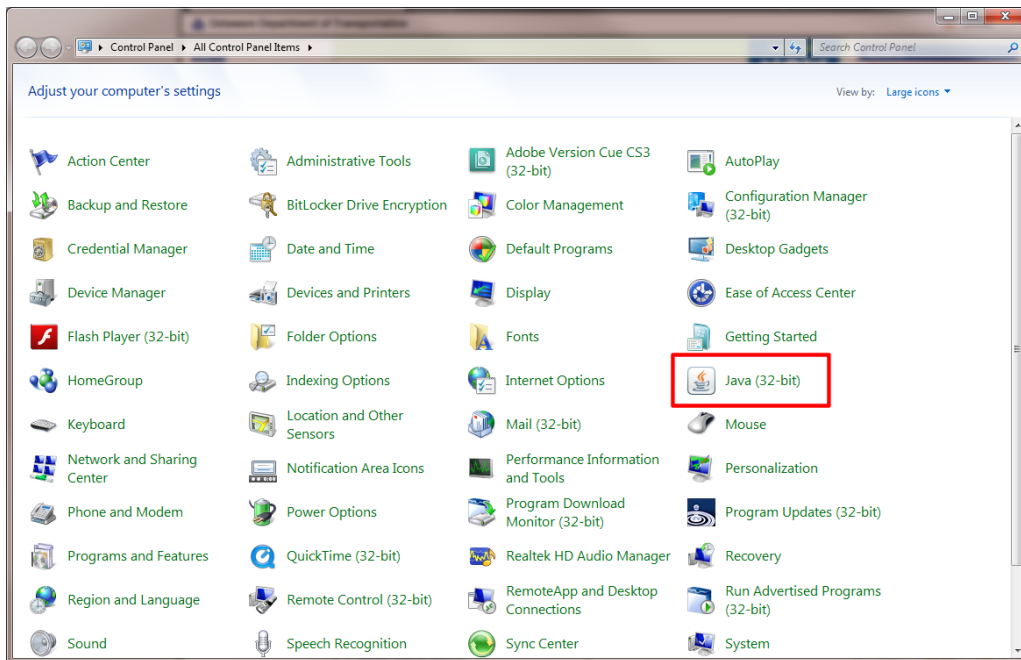 Delaware Department of Transportation
Control Panel All Control Panel Items
Search Control Panel
Adjust your computer's settings
View by: Large icons
Action Center
Administrative Tools
Adobe Version Cue CS3
(32-bit)
AutoPlay
Backup and Restore
BitLocker Drive Encryption
Color Management
Configuration Manager
(32-bit)
Credential Manager
Date and Time
Default Programs
Desktop Gadgets
Device Manager
Devices and Printers
Display
Ease of Access Center
Flash Player (32-bit)
Folder Options
Fonts
Getting Started
HomeGroup
Indexing Options
Internet Options
Java (32-bit)
Keyboard
Location and Other
Sensors
Mail (32-bit)
Mouse
Network and Sharing
Center
Notification Area Icons
Performance Information
and Tools
Personalization
Phone and Modem
Power Options
Program Download
Monitor (32-bit)
Program Updates (32-bit)
Programs and Features
QuickTime (32-bit)
Realtek HD Audio Manager
Recovery
Region and Language
Remote Control (32-bit)
RemoteApp and Desktop
Connections
Run Advertised Programs
(32-bit)
Sound
Speech Recognition
Sync Center
System